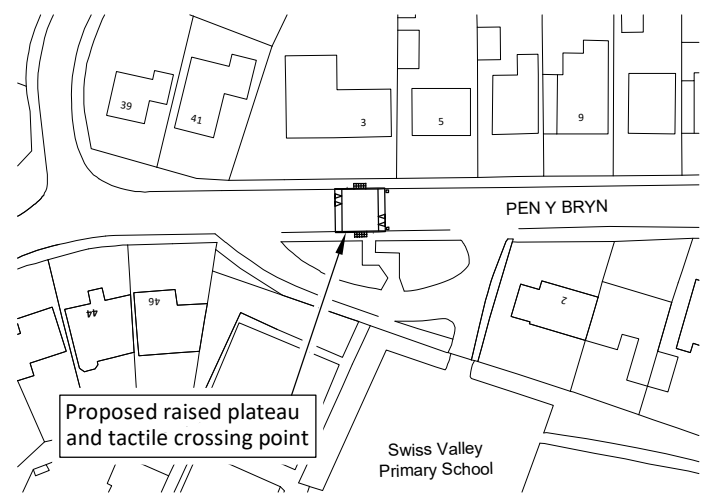 39
41
3
5
9
PEN Y BRYN
2
44
46
Proposed raised plateau
and tactile crossing point
Swiss Valley
Primary School